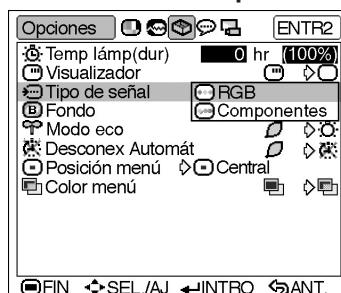 Opciones ENTR2
Temp lámp(dur) 0 hr (100%)
Visualizador
Tipo de señal RGB
Componentes
Fondo
Modo eco
Desconex Automát
Posición menú Central
Color menú
FIN SEL./AJ INTRO ANT.